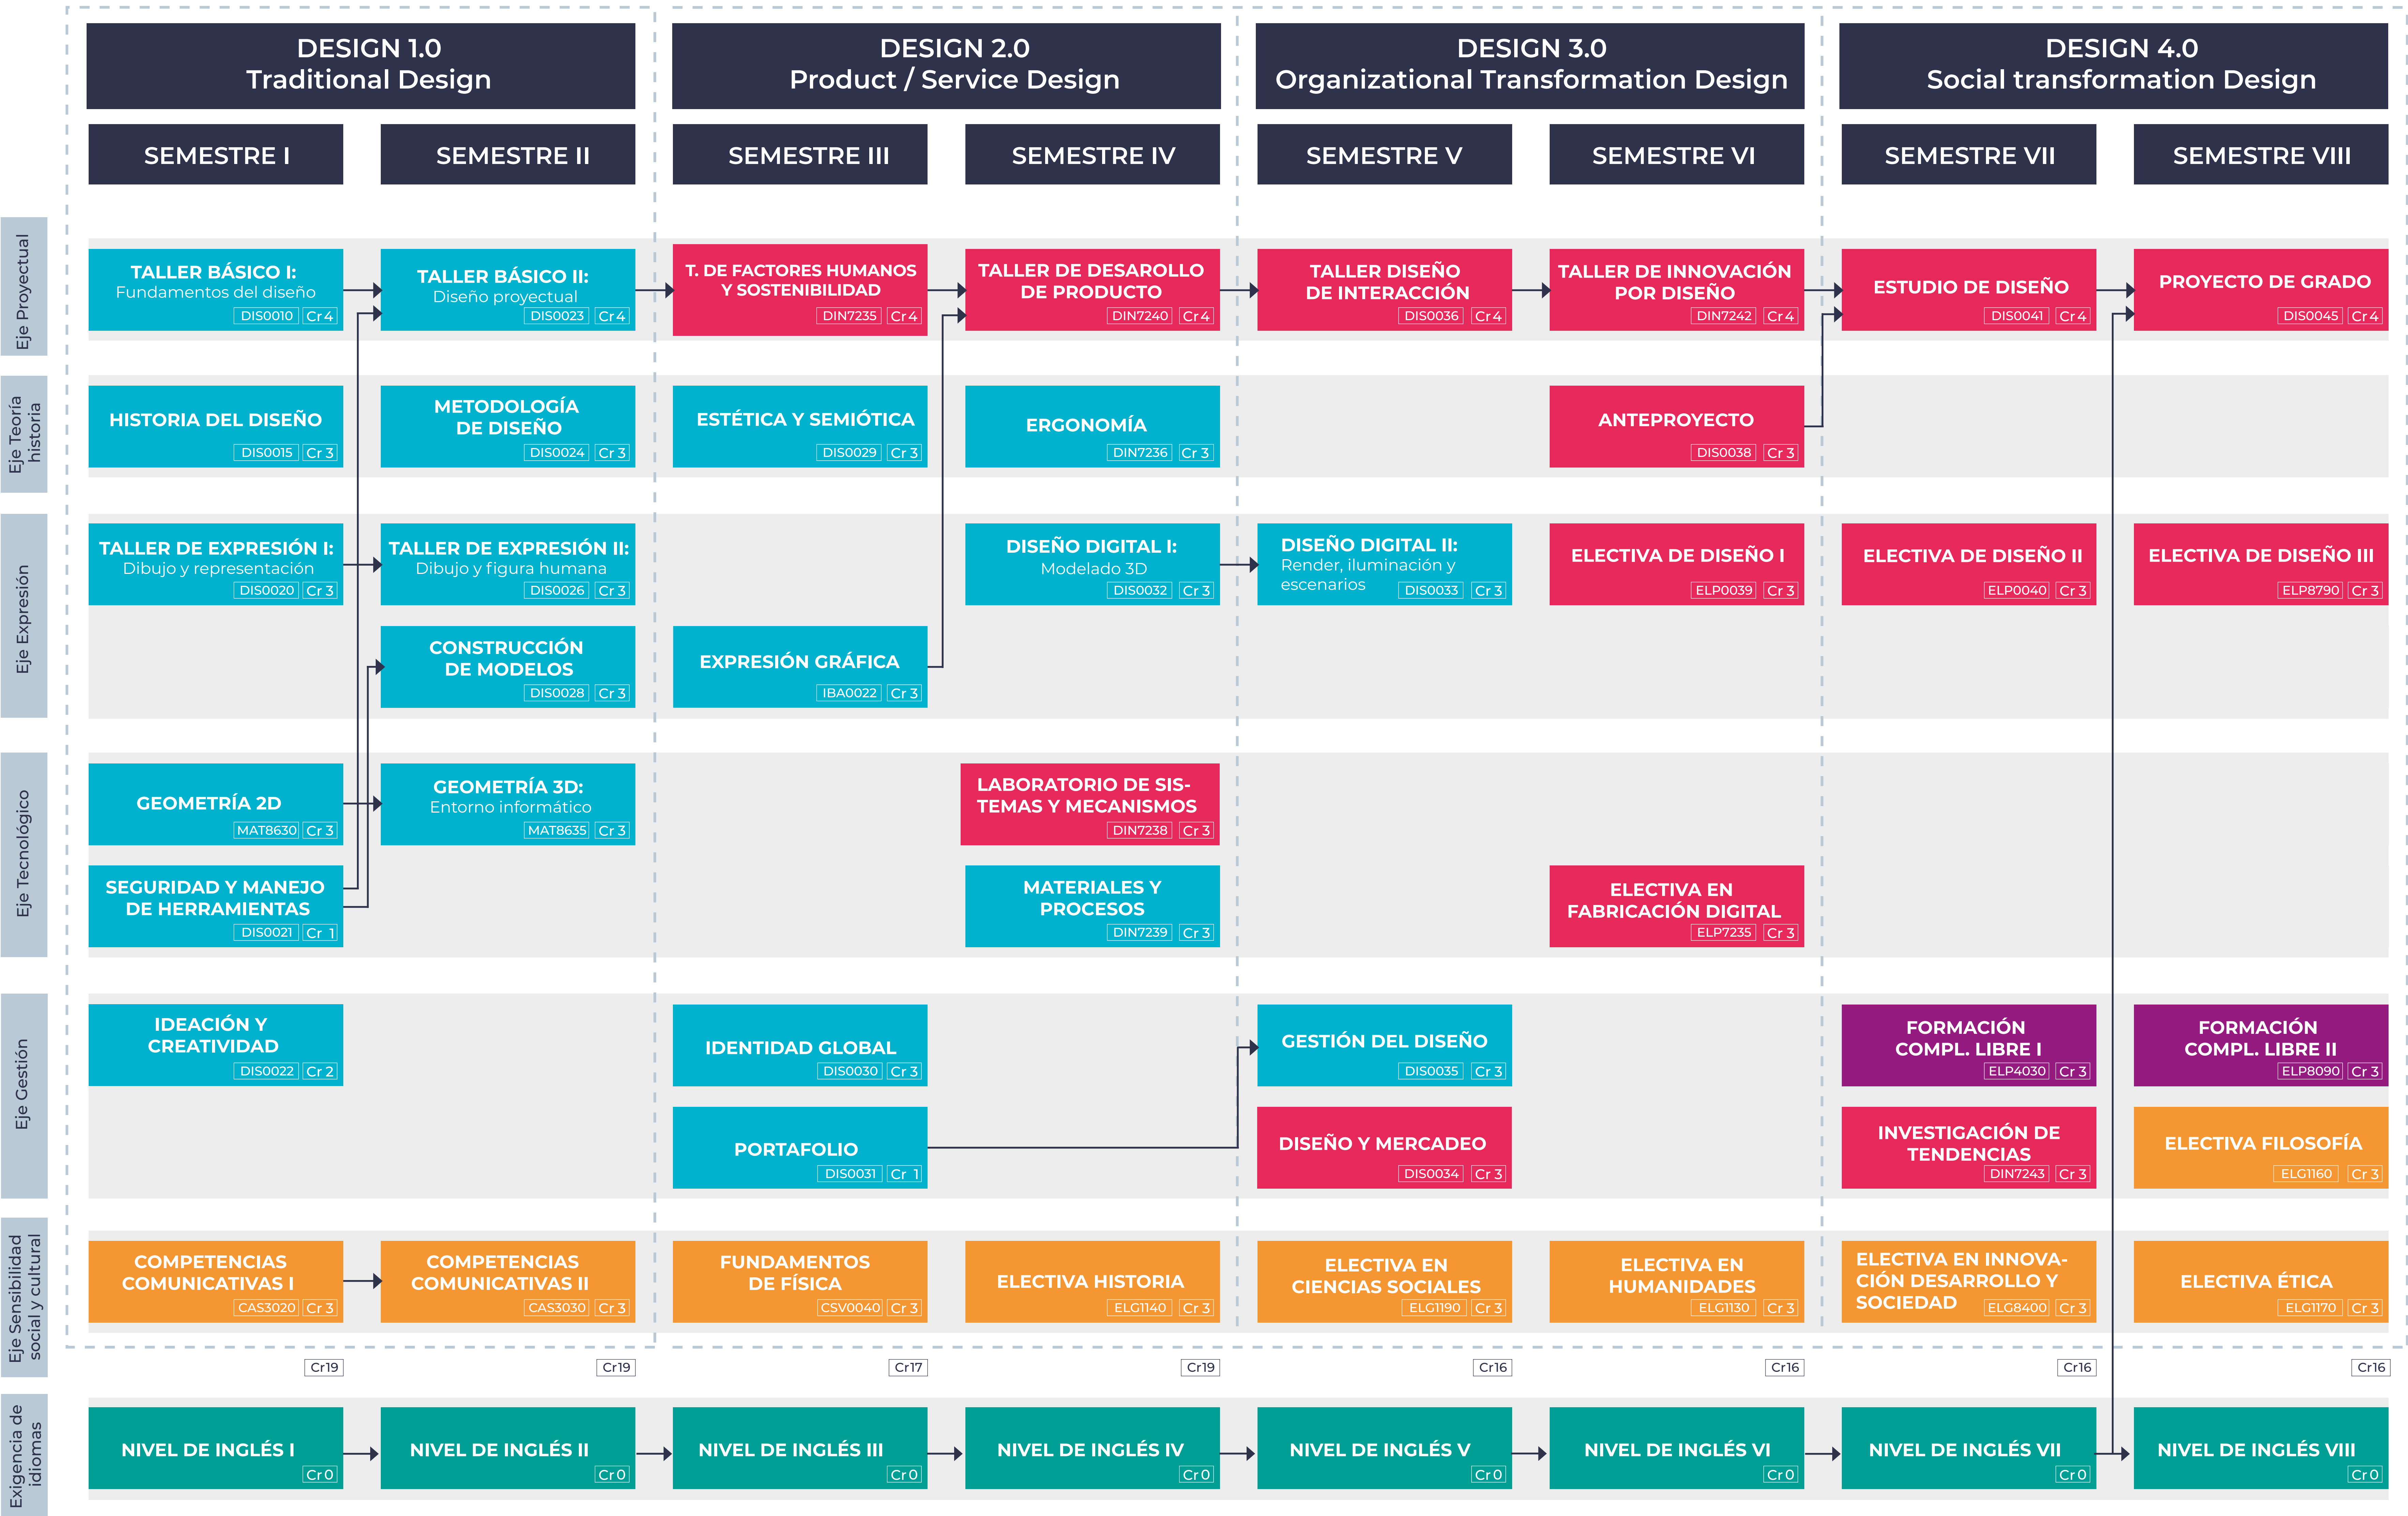 DESIGN 1.0
Traditional Design
DESIGN 2.0
Product / Service Design
DESIGN 3.0
Organizational Transformation Design
DESIGN 4.0
Social transformation Design
SEMESTRE I
SEMESTRE II
SEMESTRE III
SEMESTRE IV
SEMESTRE V
SEMESTRE VI
SEMESTRE VII
SEMESTRE VIII
Eje Proyectual
TALLER BÁSICO I:
Fundamentos del diseño
DIS0010 Cr 4
TALLER BÁSICO II:
Diseño proyectual
DIS0023 Cr 4
T. DE FACTORES HUMANOS
Y SOSTENIBILIDAD
DIN7235 Cr 4
TALLER DE DESAROLLO
DE PRODUCTO
DIN7240 Cr 4
TALLER DISEÑO
DE INTERACCIÓN
DIS0036 Cr 4
TALLER DE INNOVACIÓN
POR DISEÑO
DIN7242 Cr 4
ESTUDIO DE DISEÑO
DIS0041 Cr 4
PROYECTO DE GRADO
DIS0045 Cr 4
Eje Teoría
historia
HISTORIA DEL DISEÑO
DIS0015 Cr 3
METODOLOGÍA
DE DISEÑO
DIS0024 Cr 3
ESTÉTICA Y SEMIÓTICA
DIS0029 Cr 3
ERGONOMÍA
DIN7236 Cr 3
ANTEPROYECTO
DIS0038 Cr 3
Eje Expresión
TALLER DE EXPRESIÓN I:
Dibujo y representación
DIS0020 Cr 3
TALLER DE EXPRESIÓN II:
Dibujo y figura humana
DIS0026 Cr 3
DISEÑO DIGITAL I:
Modelado 3D
DIS0032 Cr 3
DISEÑO DIGITAL II:
Render, iluminación y
escenarios DIS0033 Cr 3
ELECTIVA DE DISEÑO I
ELP0039 Cr 3
ELECTIVA DE DISEÑO II
ELP0040 Cr 3
ELECTIVA DE DISEÑO III
ELP8790 Cr 3
CONSTRUCCIÓN
DE MODELOS
DIS0028 Cr 3
EXPRESIÓN GRÁFICA
IBA0022 Cr 3
Eje Tecnológico
GEOMETRÍA 2D
MAT8630 Cr 3
GEOMETRÍA 3D:
Entorno informático
MAT8635 Cr 3
LABORATORIO DE SIS-
TEMAS Y MECANISMOS
DIN7238 Cr 3
SEGURIDAD Y MANEJO
DE HERRAMIENTAS
DIS0021 Cr 1
MATERIALES Y
PROCESOS
DIN7239 Cr 3
ELECTIVA EN
FABRICACIÓN DIGITAL
ELP7235 Cr 3
Eje Gestión
IDEACIÓN Y
CREATIVIDAD
DIS0022 Cr 2
IDENTIDAD GLOBAL
DIS0030 Cr 3
GESTIÓN DEL DISEÑO
DIS0035 Cr 3
FORMACIÓN
COMPL. LIBRE I
ELP4030 Cr 3
FORMACIÓN
COMPL. LIBRE II
ELP8090 Cr 3
PORTAFOLIO
DIS0031 Cr 1
DISEÑO Y MERCADEO
DIS0034 Cr 3
INVESTIGACIÓN DE
TENDENCIAS
DIN7243 Cr 3
ELECTIVA FILOSOFÍA
ELG1160 Cr 3
Eje Sensibilidad
social y cultural
COMPETENCIAS
COMUNICATIVAS I
CAS3020 Cr 3
COMPETENCIAS
COMUNICATIVAS II
CAS3030 Cr 3
FUNDAMENTOS
DE FÍSICA
CSV0040 Cr 3
ELECTIVA HISTORIA
ELG1140 Cr 3
ELECTIVA EN
CIENCIAS SOCIALES
ELG1190 Cr 3
ELECTIVA EN
HUMANIDADES
ELG1130 Cr 3
ELECTIVA EN INNOVA-
CIÓN DESARROLLO Y
SOCIEDAD ELG8400 Cr 3
ELECTIVA ÉTICA
ELG1170 Cr 3
Cr19
Cr19
Cr17
Cr19
Cr16
Cr16
Cr16
Cr16
Exigencia de
idiomas
NIVEL DE INGLÉS I
Cr 0
NIVEL DE INGLÉS II
Cr 0
NIVEL DE INGLÉS III
Cr 0
NIVEL DE INGLÉS IV
Cr 0
NIVEL DE INGLÉS V
Cr 0
NIVEL DE INGLÉS VI
Cr 0
NIVEL DE INGLÉS VII
Cr 0
NIVEL DE INGLÉS VIII
Cr 0